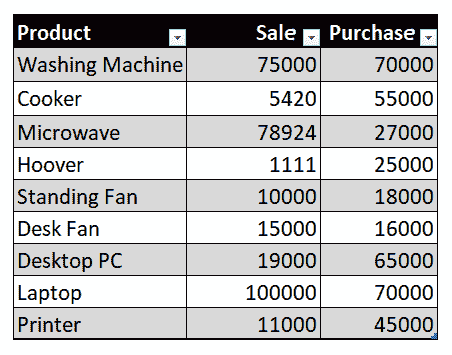 Product Sale Purchase
Washing Machine 75000 70000
Cooker 5420 55000
Microwave 78924 27000
Hoover 1111 25000
Standing Fan 10000 18000
Desk Fan 15000 16000
Desktop PC 19000 65000
Laptop 100000 70000
Printer 11000 45000